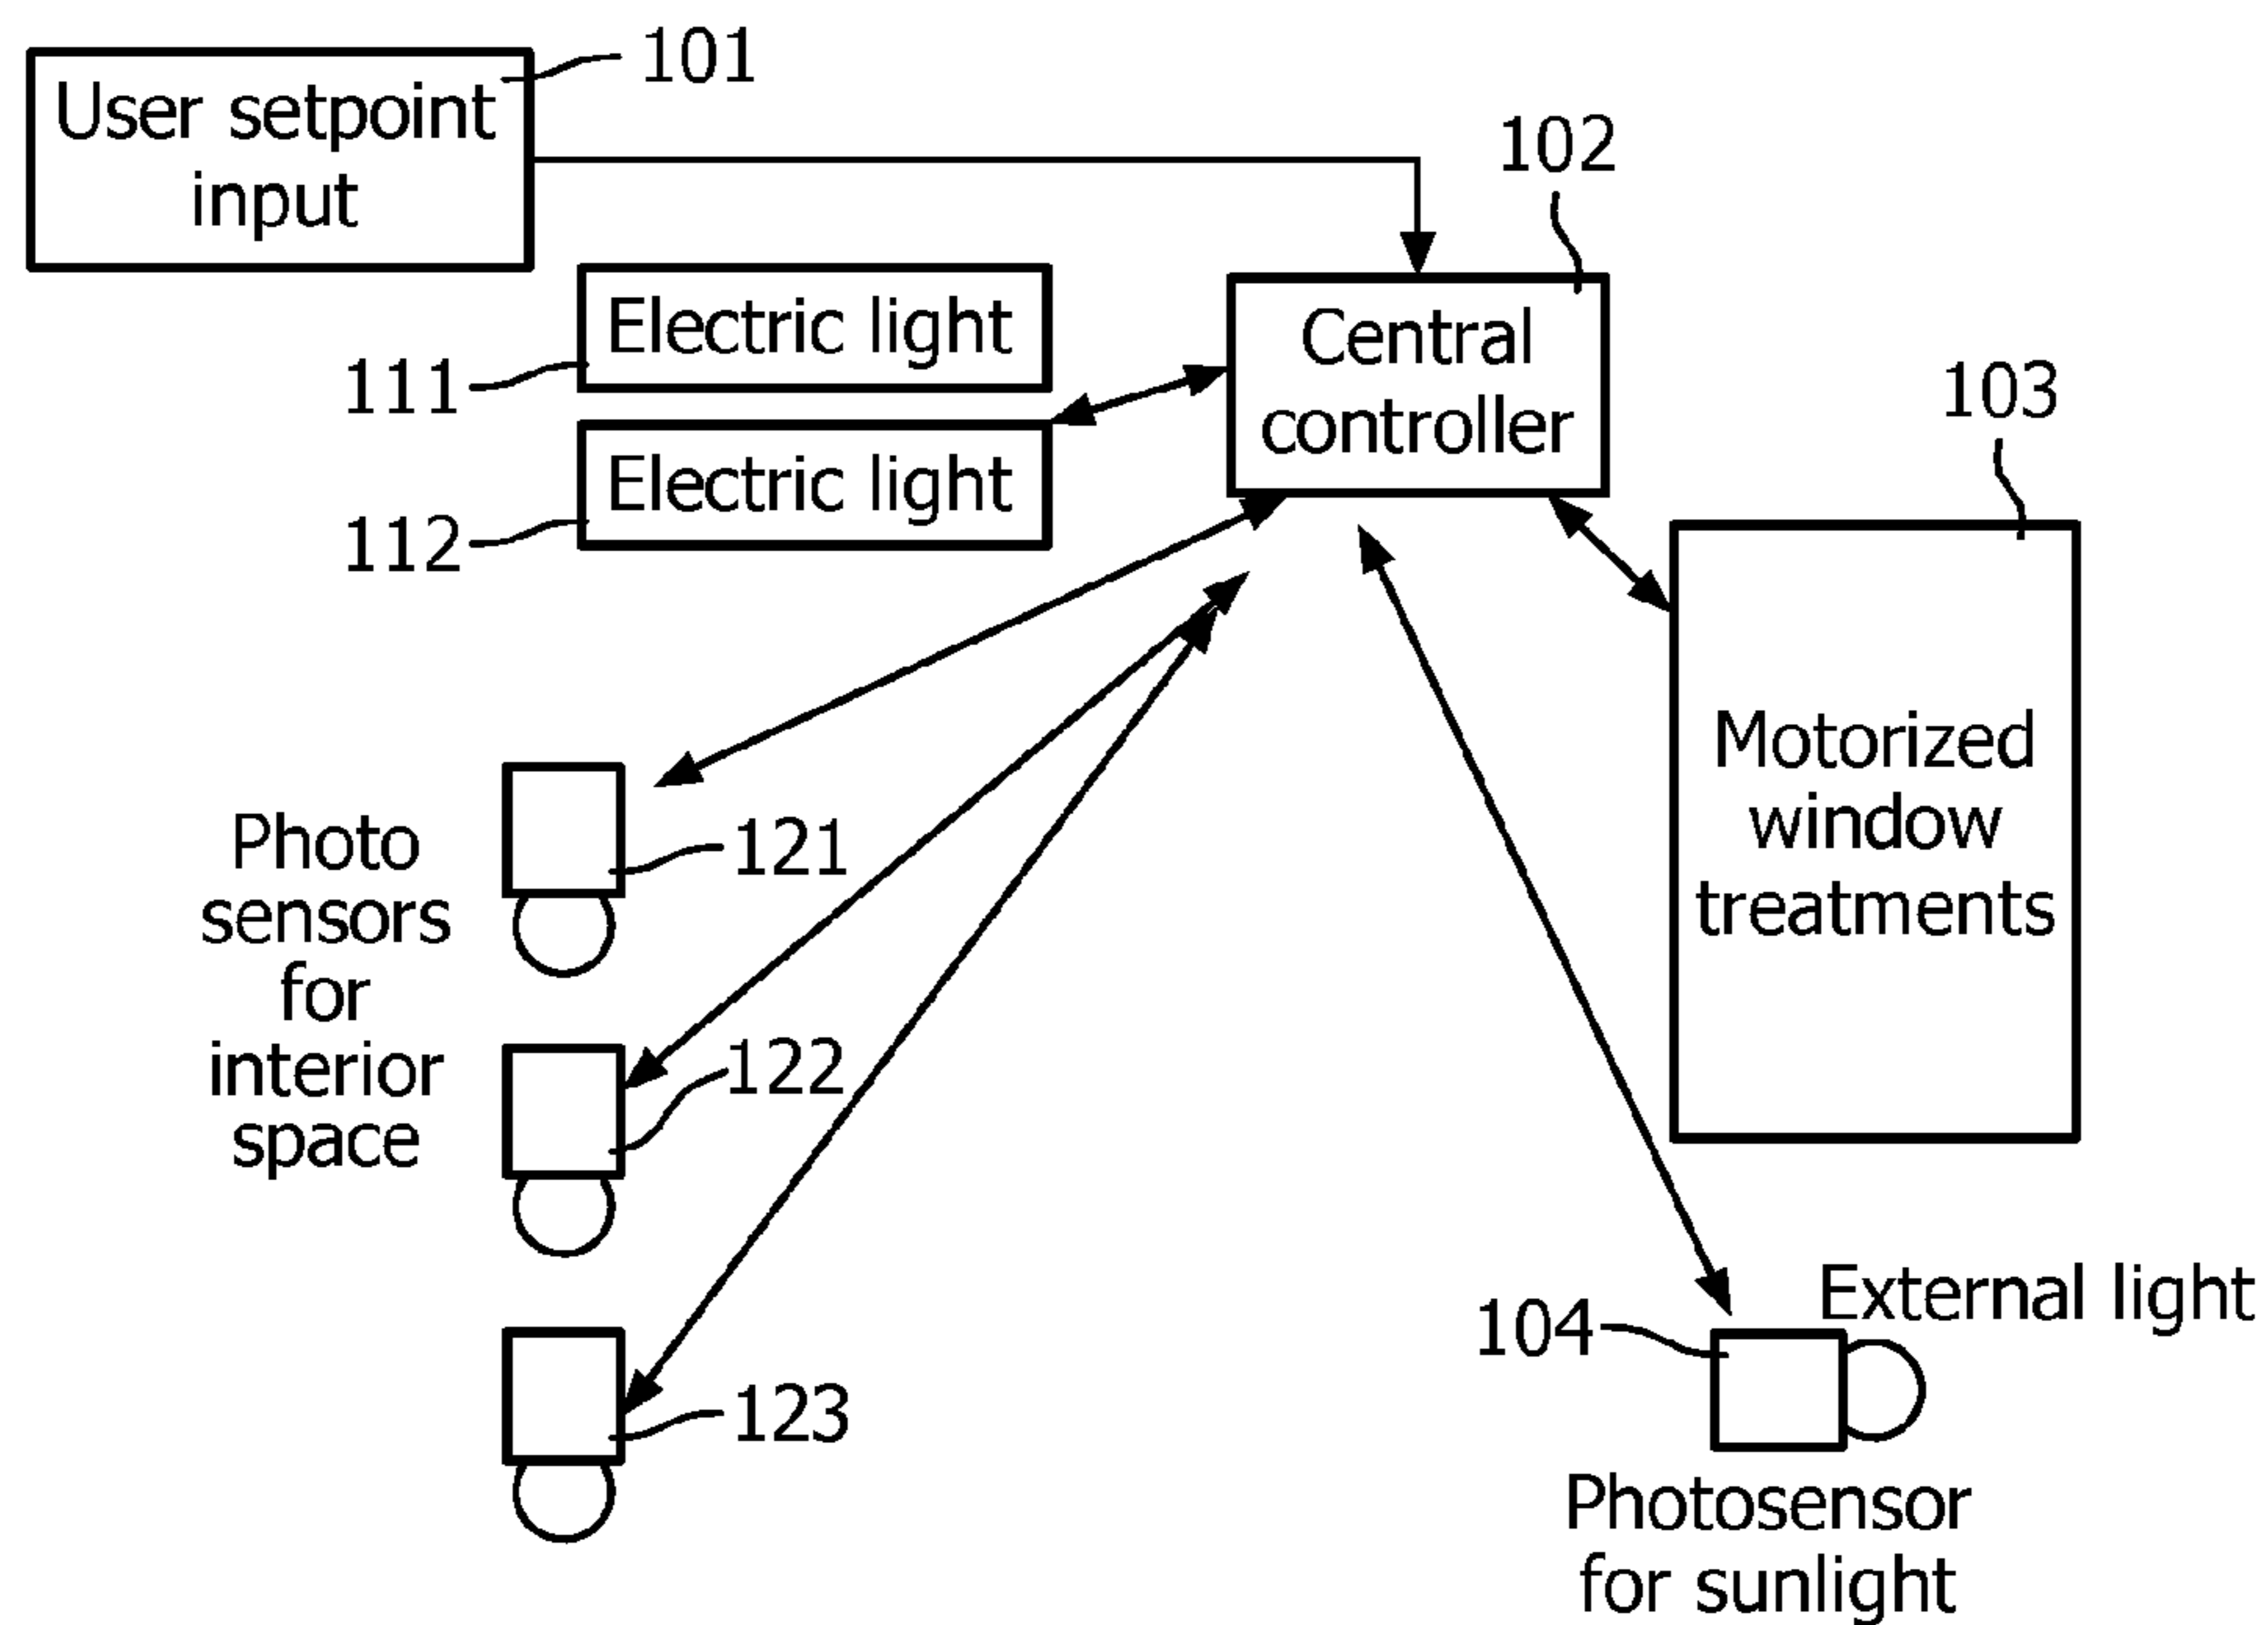 101
User setpoint
input
102
Electric light
111
Central
controller
103
Electric light
112
Motorized
window
treatments
Photo
sensors
for
interior
space
121
122
123
External light
104
Photosensor
for sunlight